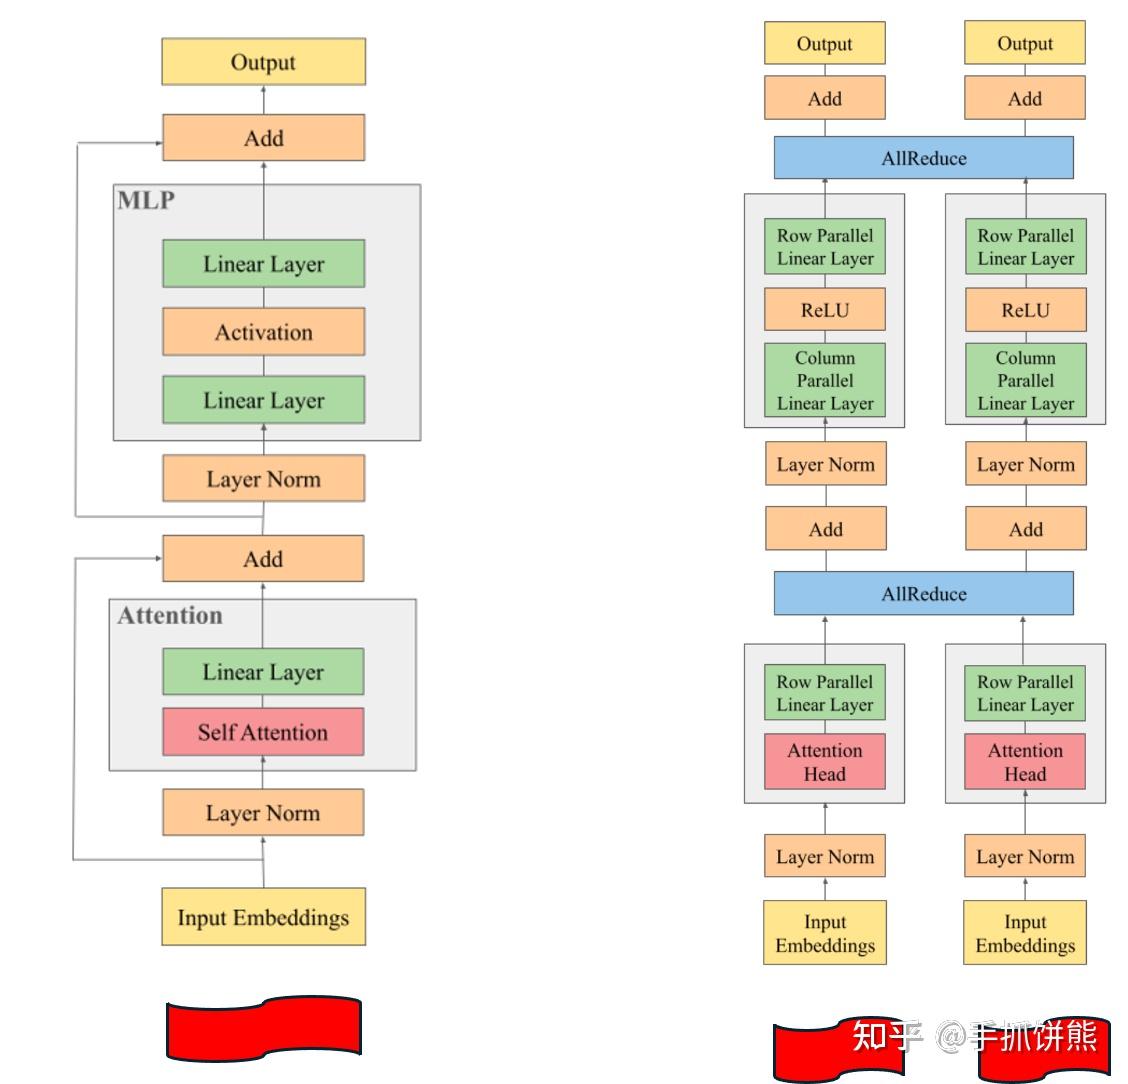 Output
Add
MLP
Linear Layer
Activation
Linear Layer
Layer Norm
Add
Attention
Linear Layer
Self Attention
Layer Norm
Input Embeddings
Output
Output
Add
Add
AllReduce
Row Parallel
Linear Layer
Row Parallel
Linear Layer
ReLU
ReLU
Column
Parallel
Linear Layer
Column
Parallel
Linear Layer
Layer Norm
Layer Norm
Add
Add
AllReduce
Row Parallel
Linear Layer
Row Parallel
Linear Layer
Attention
Head
Attention
Head
Layer Norm
Layer Norm
Input
Embeddings
Input
Embeddings
知乎 @手抓饼熊